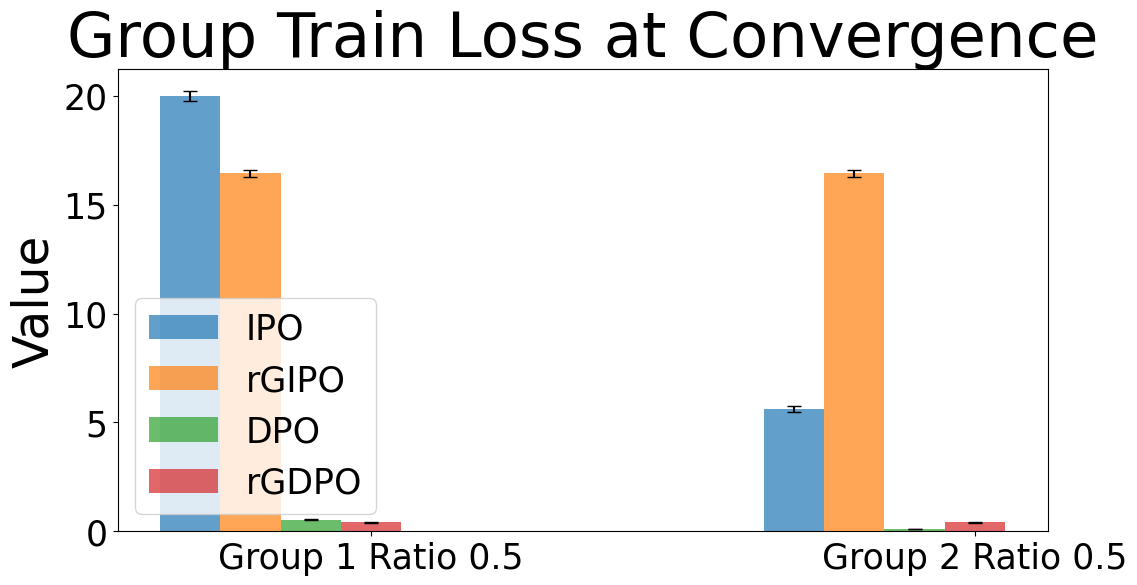 Group Train Loss at Convergence
Value
20
15
10
5
0
IPO
rGIPO
DPO
rGDPO
Group 1 Ratio 0.5
Group 2 Ratio 0.5